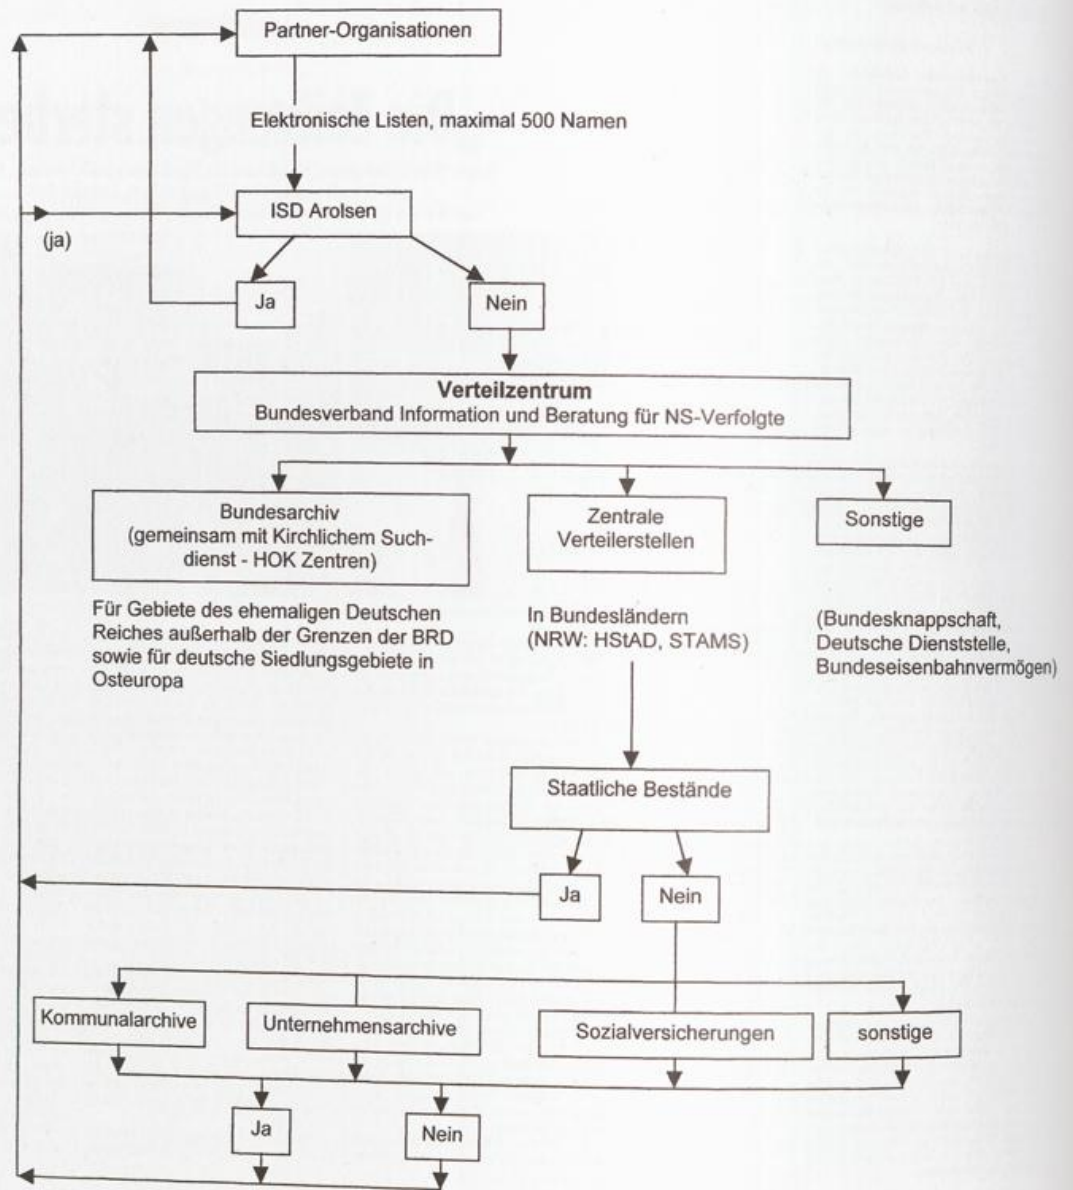 Partner-Organisationen
Elektronische Listen, maximal 500 Namen
ISD Arolsen
(ja)
Ja
Nein
Verteilzentrum
Bundesverband Information und Beratung für NS-Verfolgte
Bundesarchiv
(gemeinsam mit Kirchlichem Such-
dienst - HOK Zentren)
Zentrale
Verteilerstellen
Sonstige
Für Gebiete des ehemaligen Deutschen
Reiches außerhalb der Grenzen der BRD
sowie für deutsche Siedlungsgebiete in
Osteuropa
In Bundesländern
(NRW: HStAD, STAMS)
(Bundesknappschaft,
Deutsche Dienststelle,
Bundeseisenbahnvermögen)
Staatliche Bestände
Ja
Nein
Kommunalarchive
Unternehmensarchive
Sozialversicherungen
sonstige
Ja
Nein